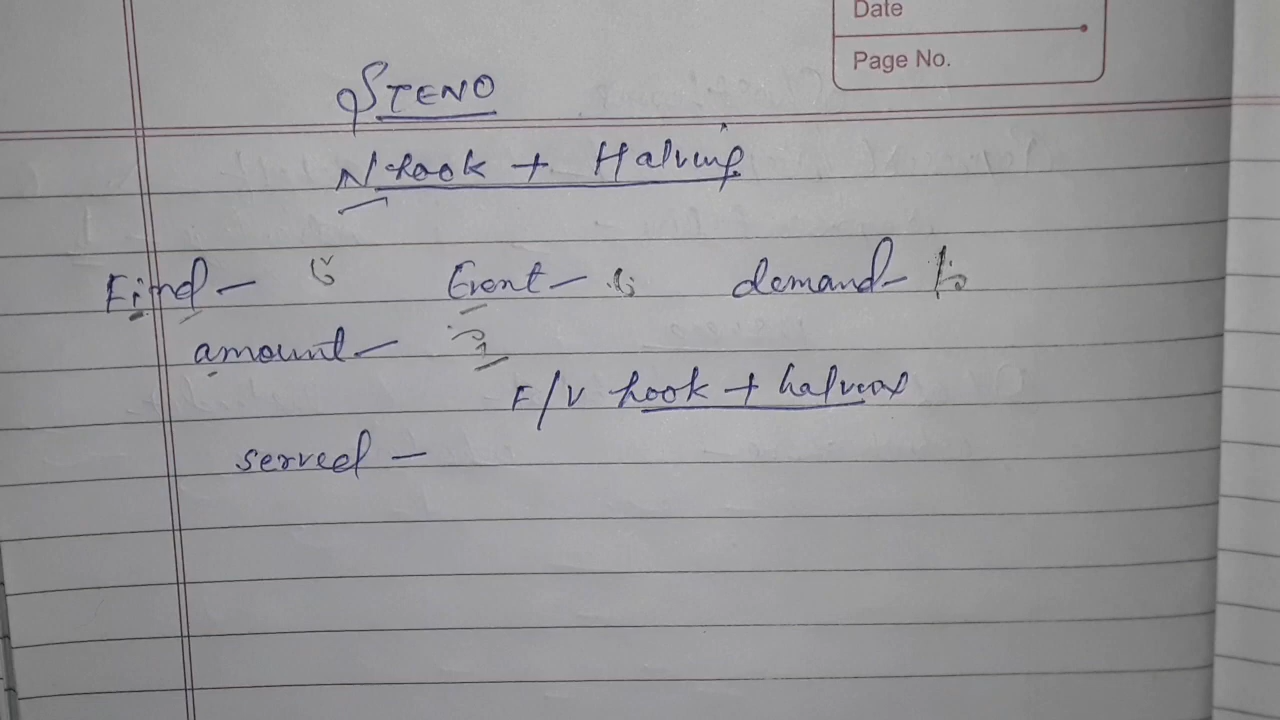 Date
Page No.
STENO
N hook + Halving
Find - Event - demand -
amount -
F/V hook + halving
served -